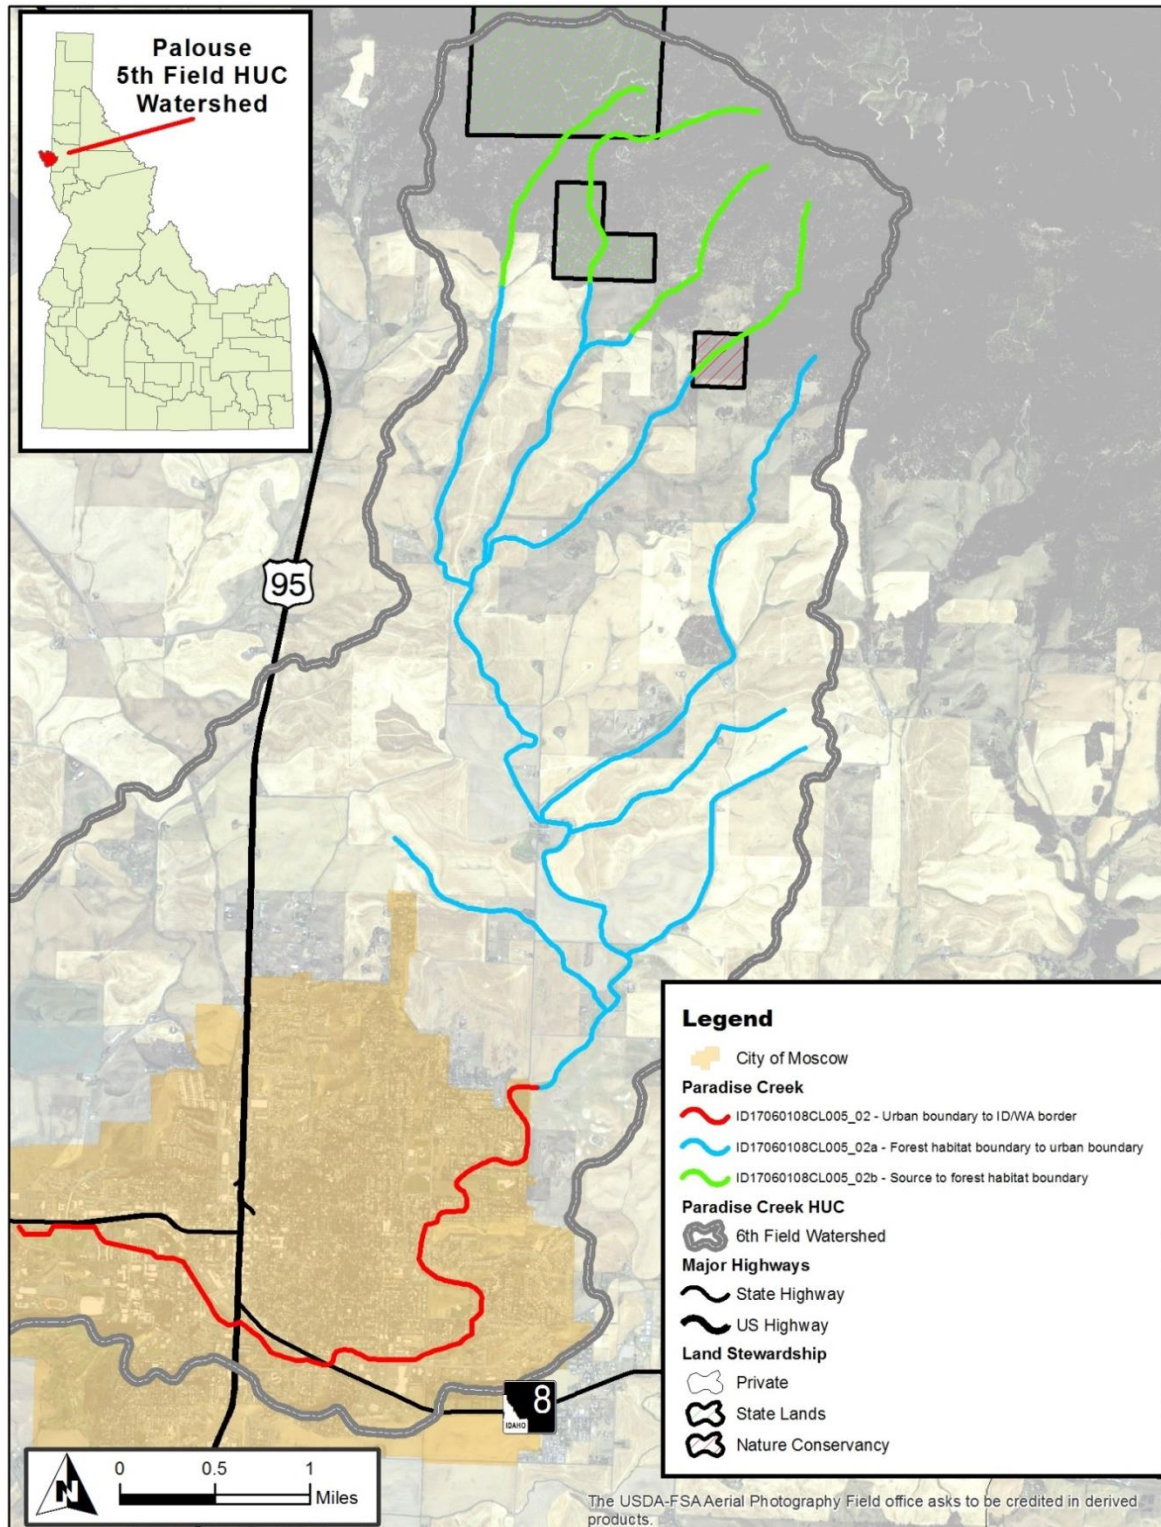 Palouse
5th Field HUC
Watershed
95
Legend
City of Moscow
Paradise Creek
ID17060108CL005_02 - Urban boundary to ID/WA border
ID17060108CL005_02a - Forest habitat boundary to urban boundary
ID17060108CL005_02b - Source to forest habitat boundary
Paradise Creek HUC
6th Field Watershed
Major Highways
State Highway
US Highway
Land Stewardship
Private
State Lands
Nature Conservancy
8
IDAHO
N
0 0.5 1
Miles
The USDA-FSA Aerial Photography Field office asks to be credited in derived
products.